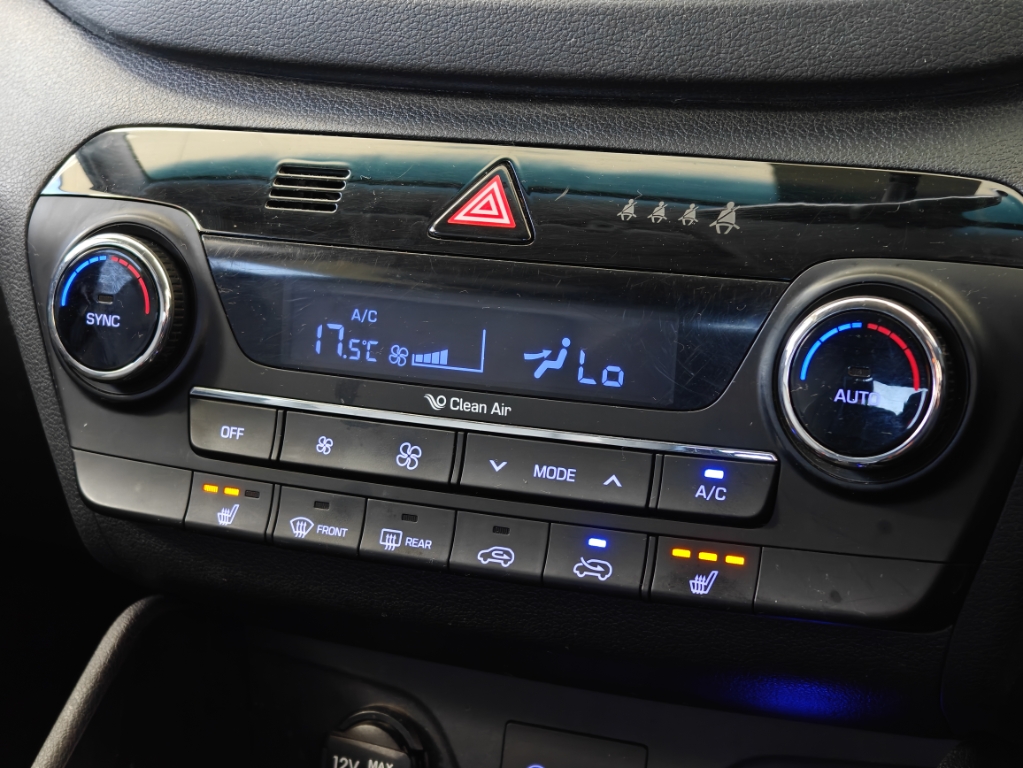 A/C
17.5°C
Lo
SYNC
AUTO
Clean Air
OFF
MODE
A/C
FRONT
REAR
12V MAX